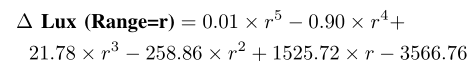 Δ Lux (Range=r) = 0.01 × r⁵ − 0.90 × r⁴+
21.78 × r³ − 258.86 × r² + 1525.72 × r − 3566.76